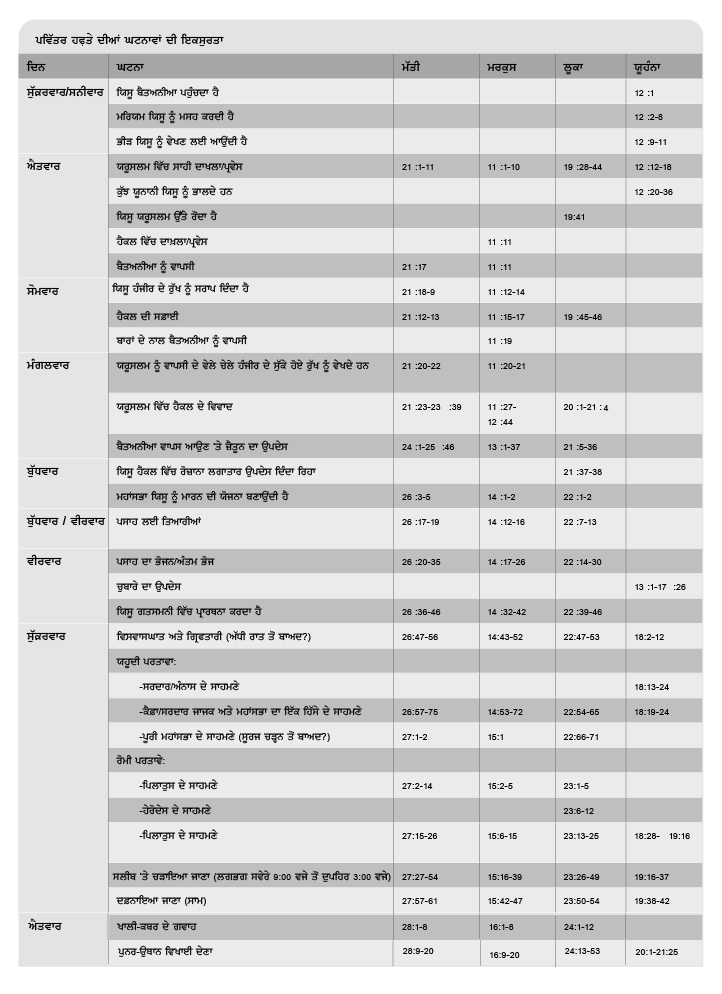 ਪਵਿੱਤਰ ਹਫ਼ਤੇ ਦੀਆਂ ਘਟਨਾਵਾਂ ਦੀ ਇਕਸੁਰਤਾ
ਦਿਨ ਘਟਨਾ ਮੱਤੀ ਮਰਕੁਸ ਲੂਕਾ ਯੂਹੰਨਾ
ਸ਼ੁੱਕਰਵਾਰ/ਸਨੀਵਾਰ ਯਿਸੂ ਬੈਤਅਨੀਆ ਪਹੁੰਚਦਾ ਹੈ 12 :1
ਮਰਿਯਮ ਯਿਸੂ ਨੂੰ ਮਸਹ ਕਰਦੀ ਹੈ 12 :2-8
ਭੀੜ ਯਿਸੂ ਨੂੰ ਵੇਖਣ ਲਈ ਆਉਂਦੀ ਹੈ 12 :9-11
ਐਤਵਾਰ ਯਰੂਸਲਮ ਵਿੱਚ ਸਾਹੀ ਦਾਖਲਾ/ਪ੍ਰਵੇਸ 21 :1-11 11 :1-10 19 :28-44 12 :12-18
ਕੁੱਝ ਯੂਨਾਨੀ ਯਿਸੂ ਨੂੰ ਭਾਲਦੇ ਹਨ 12 :20-36
ਯਿਸੂ ਯਰੂਸਲਮ ਉੱਤੇ ਰੋਂਦਾ ਹੈ 19:41
ਹੈਕਲ ਵਿੱਚ ਦਾਖ਼ਲਾ/ਪ੍ਰਵੇਸ 11 :11
ਬੈਤਅਨੀਆ ਨੂੰ ਵਾਪਸੀ 21 :17 11 :11
ਸੋਮਵਾਰ ਯਿਸੂ ਹੰਜੀਰ ਦੇ ਰੁੱਖ ਨੂੰ ਸਰਾਪ ਦਿੰਦਾ ਹੈ 21 :18-9 11 :12-14
ਹੈਕਲ ਦੀ ਸਫ਼ਾਈ 21 :12-13 11 :15-17 19 :45-46
ਬਾਰਾਂ ਦੇ ਨਾਲ ਬੈਤਅਨੀਆ ਨੂੰ ਵਾਪਸੀ 11 :19
ਮੰਗਲਵਾਰ ਯਰੂਸਲਮ ਨੂੰ ਵਾਪਸੀ ਦੇ ਵੇਲੇ ਚੇਲੇ ਹੰਜੀਰ ਦੇ ਸੁੱਕੇ ਹੋਏ ਰੁੱਖ ਨੂੰ ਵੇਖਦੇ ਹਨ 21 :20-22 11 :20-21
ਯਰੂਸਲਮ ਵਿੱਚ ਹੈਕਲ ਦੇ ਵਿਵਾਦ 21 :23-23 :39 11 :27- 20 :1-21 :4
12 :44
ਬੈਤਅਨੀਆ ਵਾਪਸ ਆਉਣ 'ਤੇ ਜ਼ੈਤੂਨ ਦਾ ਉਪਦੇਸ 24 :1-25 :46 13 :1-37 21 :5-36
ਬੁੱਧਵਾਰ ਯਿਸੂ ਹੈਕਲ ਵਿੱਚ ਰੋਜ਼ਾਨਾ ਲਗਾਤਾਰ ਉਪਦੇਸ ਦਿੰਦਾ ਰਿਹਾ 21 :37-38
ਮਹਾਂਸਭਾ ਯਿਸੂ ਨੂੰ ਮਾਰਨ ਦੀ ਯੋਜਨਾ ਬਣਾਉਂਦੀ ਹੈ 26 :3-5 14 :1-2 22 :1-2
ਬੁੱਧਵਾਰ / ਵੀਰਵਾਰ ਪਸਾਹ ਲਈ ਤਿਆਰੀਆਂ 26 :17-19 14 :12-16 22 :7-13
ਵੀਰਵਾਰ ਪਸਾਹ ਦਾ ਭੋਜਨ/ਅੰਤਮ ਭੋਜ 26 :20-35 14 :17-26 22 :14-30
ਚੁਬਾਰੇ ਦਾ ਉਪਦੇਸ 13 :1-17 :26
ਯਿਸੂ ਗਤਸਮਨੀ ਵਿੱਚ ਪ੍ਰਾਰਥਨਾ ਕਰਦਾ ਹੈ 26 :36-46 14 :32-42 22 :39-46
ਸ਼ੁੱਕਰਵਾਰ ਵਿਸਵਾਸਘਾਤ ਅਤੇ ਗ੍ਰਿਫਤਾਰੀ (ਅੱਧੀ ਰਾਤ ਤੋਂ ਬਾਅਦ?) 26:47-56 14:43-52 22:47-53 18:2-12
ਯਹੂਦੀ ਪਰਤਾਵਾ:
-ਸਰਦਾਰ/ਅੰਨਾਸ ਦੇ ਸਾਹਮਣੇ 18:13-24
-ਕੈਫ਼ਾ/ਸਰਦਾਰ ਜਾਜਕ ਅਤੇ ਮਹਾਂਸਭਾ ਦਾ ਇੱਕ ਹਿੱਸੇ ਦੇ ਸਾਹਮਣੇ 26:57-75 14:53-72 22:54-65 18:19-24
-ਪੂਰੀ ਮਹਾਂਸਭਾ ਦੇ ਸਾਹਮਣੇ (ਸੂਰਜ ਚੜ੍ਹਨ ਤੋਂ ਬਾਅਦ?) 27:1-2 15:1 22:66-71
ਰੋਮੀ ਪਰਤਾਵੇ:
-ਪਿਲਾਤੁਸ ਦੇ ਸਾਹਮਣੇ 27:2-14 15:2-5 23:1-5
-ਹੇਰੋਦੇਸ ਦੇ ਸਾਹਮਣੇ 23:6-12
-ਪਿਲਾਤੁਸ ਦੇ ਸਾਹਮਣੇ 27:15-26 15:6-15 23:13-25 18:28- 19:16
ਸਲੀਬ 'ਤੇ ਚੜਾਇਆ ਜਾਣਾ (ਲਗਭਗ ਸਵੇਰੇ 9:00 ਵਜੇ ਤੋਂ ਦੁਪਹਿਰ 3:00 ਵਜੇ) 27:27-54 15:16-39 23:26-49 19:16-37
ਦਫ਼ਨਾਇਆ ਜਾਣਾ (ਸਾਮ) 27:57-61 15:42-47 23:50-54 19:38-42
ਐਤਵਾਰ ਖਾਲੀ-ਕਬਰ ਦੇ ਗਵਾਹ 28:1-8 16:1-8 24:1-12
ਪੁਨਰ-ਉਥਾਨ ਵਿਖਾਈ ਦੇਣਾ 28:9-20 16:9-20 24:13-53 20:1-21:25